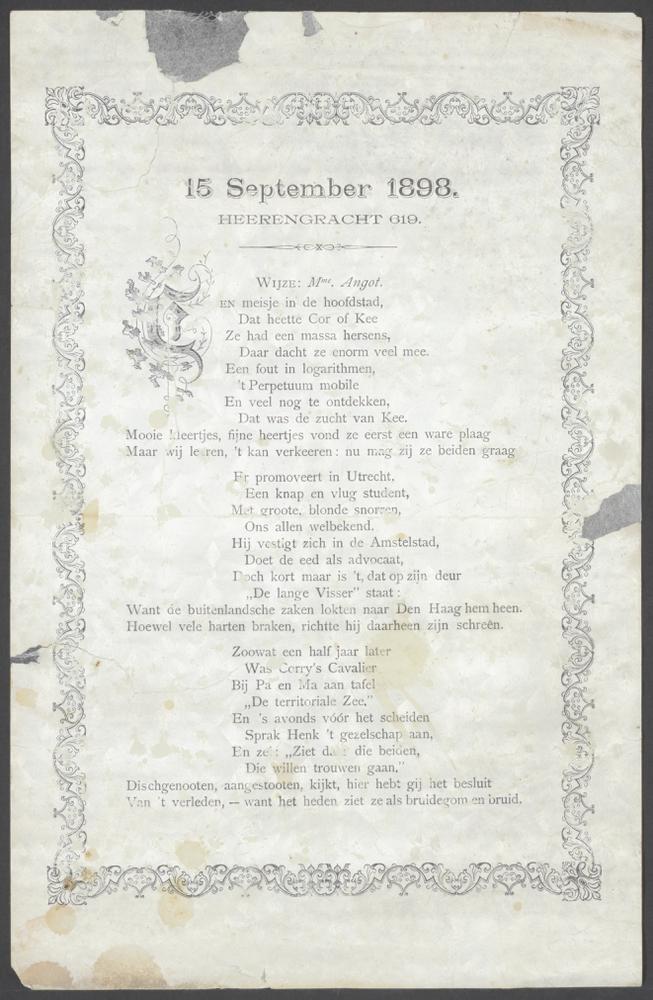 15 September 1898.
HEERENGRACHT 619.
WIJZE: Mme. Angot.
EEN meisje in de hoofdstad,
Dat heette Cor of Kee
Ze had een massa hersens,
Daar dacht ze enorm veel mee.
Een fout in logarithmen,
't Perpetuum mobile
En veel nog te ontdekken,
Dat was de zucht van Kee.
Mooie kleertjes, fijne heertjes vond ze eerst een ware plaag
Maar wij leeren, 't kan verkeeren: nu mag zij ze beiden graag
Er promoveert in Utrecht,
Een knap en vlug student,
Met groote, blonde snorren,
Ons allen welbekend.
Hij vestigt zich in de Amstelstad,
Doet de eed als advocaat,
Doch kort maar is 't, dat op zijn deur
„De lange Visser" staat:
Want de buitenlandsche zaken lokten naar Den Haag hem heen.
Hoewel vele harten braken, richtte hij daarheen zijn schreên.
Zoowat een half jaar later
Was Corry's Cavalier
Bij Pa en Ma aan tafel
„De territoriale Zee,"
En 's avonds vóór het scheiden
Sprak Henk 't gezelschap aan,
En zei: „Ziet die beiden,
Die willen trouwen gaan."
Dischgenooten, aangestooten, kijkt, hier hebt gij het besluit
Van 't verleden, — want het heden ziet ze als bruidegom en bruid.